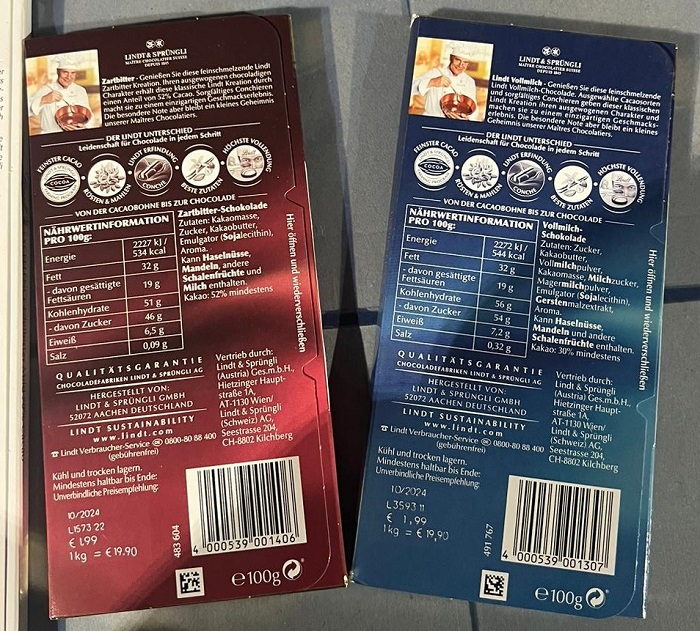 LINDT & SPRÜNGLI
MAÎTRE CHOCOLATIER SUISSE
DEPUIS 1845
Zartbitter - Genießen Sie diese feinschmelzende Lindt
Zartbitter Kreation. Ihren ausgewogenen chocoladigen
Charakter erhält diese klassische Lindt Kreation durch
einen Anteil von 52% Cacao. Sorgfältiges Conchieren
macht sie zu einem einzigartigen Geschmackserlebnis.
Die besondere Note aber bleibt ein kleines Geheimnis
unserer Maîtres Chocolatiers.
DER LINDT UNTERSCHIED
Leidenschaft für Chocolade in jedem Schritt
FEINSTER CACAO
COCOA
RÖSTEN & MAHLEN
LINDT ERFINDUNG
CONCHE
BESTE ZUTATEN
HÖCHSTE VOLLENDUNG
VON DER CACAOBOHNE BIS ZUR CHOCOLADE
NÄHRWERTINFORMATION
PRO 100g:
Energie 2227 kJ /
534 kcal
Fett 32 g
- davon gesättigte
Fettsäuren 19 g
Kohlenhydrate 51 g
- davon Zucker 46 g
Eiweiß 6,5 g
Salz 0,09 g
Zartbitter-Schokolade
Zutaten: Kakaomasse,
Zucker, Kakaobutter,
Emulgator (Sojalecithin),
Aroma.
Kann Haselnüsse,
Mandeln, andere
Schalenfrüchte und
Milch enthalten.
Kakao: 52% mindestens
Hier öffnen und wiederverschließen
QUALITÄTSGARANTIE
CHOCOLADEFABRIKEN LINDT & SPRÜNGLI AG
HERGESTELLT VON:
LINDT & SPRÜNGLI GMBH
52072 AACHEN DEUTSCHLAND
LINDT SUSTAINABILITY
www.lindt.com
Lindt Verbraucher-Service 0800-80 88 400
(gebührenfrei)
Vertrieb durch:
Lindt & Sprüngli
(Austria) Ges.m.b.H.,
Hietzinger Haupt-
straße 1A,
AT-1130 Wien/
Lindt & Sprüngli
(Schweiz) AG,
Seestrasse 204,
CH-8802 Kilchberg
Kühl und trocken lagern.
Mindestens haltbar bis Ende:
Unverbindliche Preisempfehlung:
10/2024
L1573 22
€ 1,99
1kg = €19.90
483 604
4 000539 001406
e 100g
LINDT & SPRÜNGLI
MAÎTRE CHOCOLATIER SUISSE
DEPUIS 1845
Lindt Vollmilch - Genießen Sie die feinschmelzende
Lindt Vollmilch-Chocolade. Ausgewählte Cacaosorten
und sorgfältiges Conchieren geben dieser klassischen
Lindt Kreation ihren ausgewogenen Charakter und
machen sie zu einem einzigartigen Geschmacks-
erlebnis. Die besondere Note aber bleibt ein kleines
Geheimnis unserer Maîtres Chocolatiers.
DER LINDT UNTERSCHIED
Leidenschaft für Chocolade in jedem Schritt
FEINSTER CACAO
COCOA
RÖSTEN & MAHLEN
LINDT ERFINDUNG
CONCHE
BESTE ZUTATEN
HÖCHSTE VOLLENDUNG
VON DER CACAOBOHNE BIS ZUR CHOCOLADE
NÄHRWERTINFORMATION
PRO 100g:
Energie 2272 kJ /
544 kcal
Fett 32 g
- davon gesättigte
Fettsäuren 19 g
Kohlenhydrate 56 g
- davon Zucker 54 g
Eiweiß 7,2 g
Salz 0,32 g
Vollmilch-
Schokolade
Zutaten: Zucker,
Kakaobutter,
Vollmilchpulver,
Kakaomasse, Milchzucker,
Magermilchpulver,
Emulgator (Sojalecithin),
Gerstenmalzextrakt,
Aroma.
Kann Haselnüsse,
Mandeln und andere
Schalenfrüchte enthalten.
Kakao: 30% mindestens
Hier öffnen und wiederverschließen
QUALITÄTSGARANTIE
CHOCOLADEFABRIKEN LINDT & SPRÜNGLI AG
HERGESTELLT VON:
LINDT & SPRÜNGLI GMBH
52072 AACHEN DEUTSCHLAND
LINDT SUSTAINABILITY
www.lindt.com
Lindt Verbraucher-Service 0800-80 88 400
(gebührenfrei)
Vertrieb durch:
Lindt & Sprüngli
(Austria) Ges.m.b.H.,
Hietzinger Haupt-
straße 1A,
AT-1130 Wien/
Lindt & Sprüngli
(Schweiz) AG,
Seestrasse 204,
CH-8802 Kilchberg
Kühl und trocken lagern.
Mindestens haltbar bis Ende:
Unverbindliche Preisempfehlung:
10/2024
L3593 11
€ 1,99
1kg = €19,90
491 767
4 000539 001307
e 100g